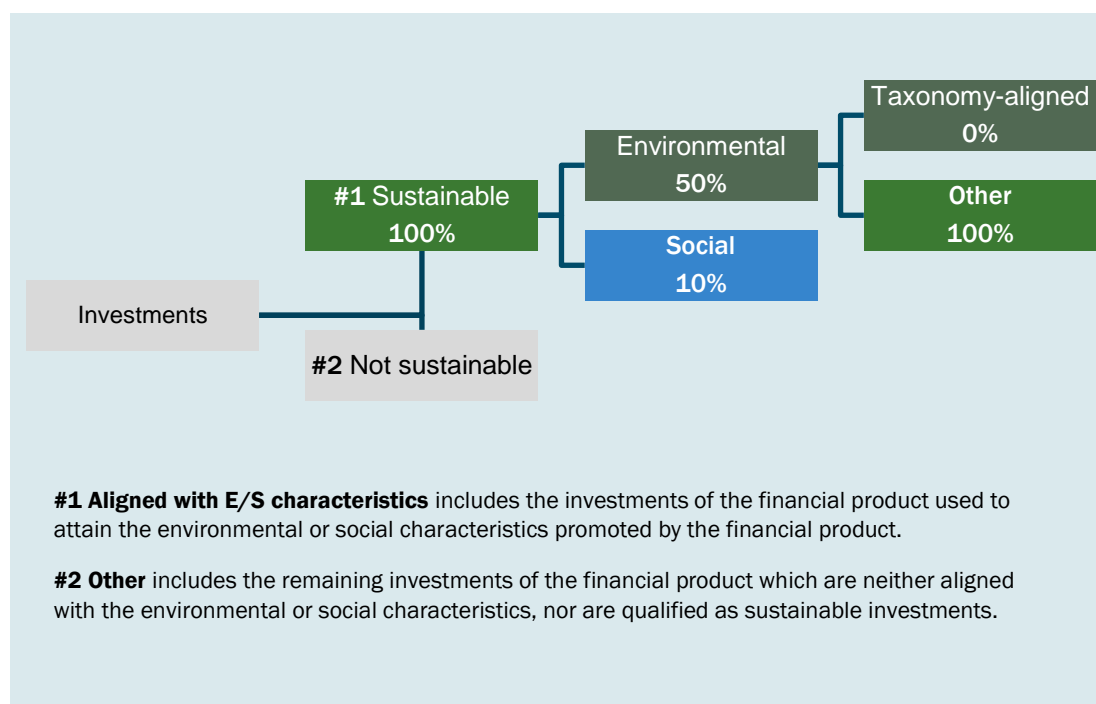 Taxonomy-aligned
0%
Environmental
50%
#1 Sustainable
100%
Other
100%
Social
10%
Investments
#2 Not sustainable
#1 Aligned with E/S characteristics includes the investments of the financial product used to
attain the environmental or social characteristics promoted by the financial product.
#2 Other includes the remaining investments of the financial product which are neither aligned
with the environmental or social characteristics, nor are qualified as sustainable investments.